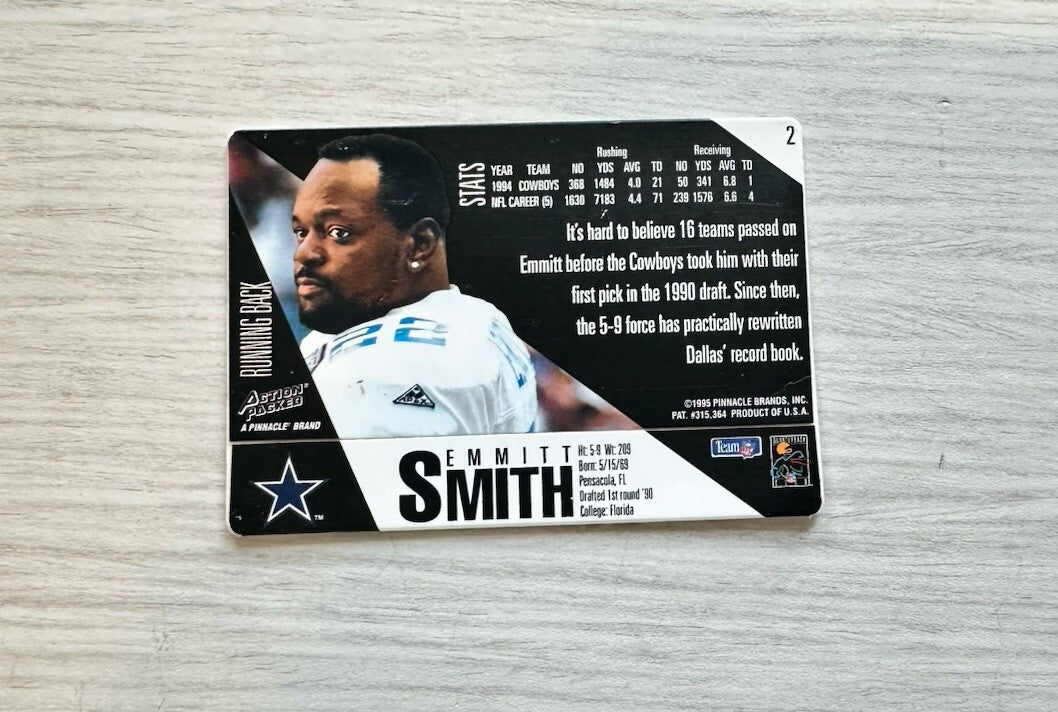 2
STATS
Rushing Receiving
YEAR TEAM NO YDS AVG TD NO YDS AVG TD
1994 COWBOYS 368 1484 4.0 21 50 341 6.8 1
NFL CAREER (5) 1630 7183 4.4 71 239 1576 6.6 4
It's hard to believe 16 teams passed on
Emmitt before the Cowboys took him with their
first pick in the 1990 draft. Since then,
the 5-9 force has practically rewritten
Dallas' record book.
RUNNING BACK
22
ACTION
PACKED
A PINNACLE® BRAND
©1995 PINNACLE BRANDS, INC.
PAT. #315,364 PRODUCT OF U.S.A.
TM
EMMITT
SMITH
Ht: 5-9 Wt: 209
Born: 5/15/69
Pensacola, FL
Drafted 1st round '90
College: Florida
Team NFL